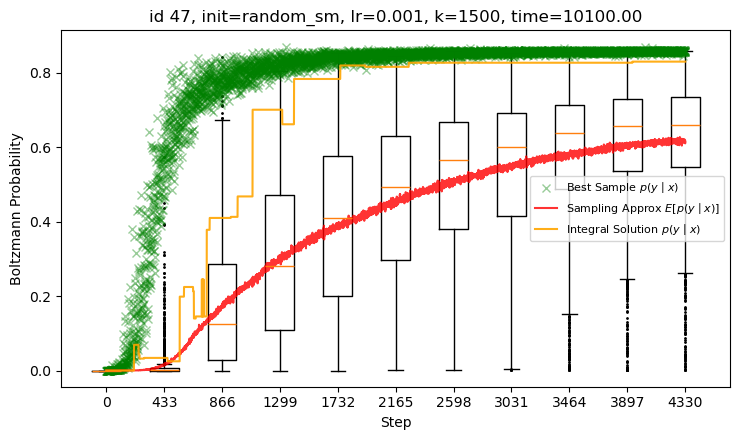 id 47, init=random_sm, lr=0.001, k=1500, time=10100.00
Boltzmann Probability
0.8
0.6
0.4
0.2
0.0
Best Sample p(y | x)
Sampling Approx E[p(y | x)]
Integral Solution p(y | x)
0 433 866 1299 1732 2165 2598 3031 3464 3897 4330
Step